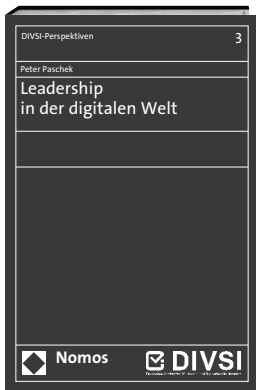 DIVSI-Perspektiven 3
Peter Paschek
Leadership
in der digitalen Welt
Nomos
DIVSI